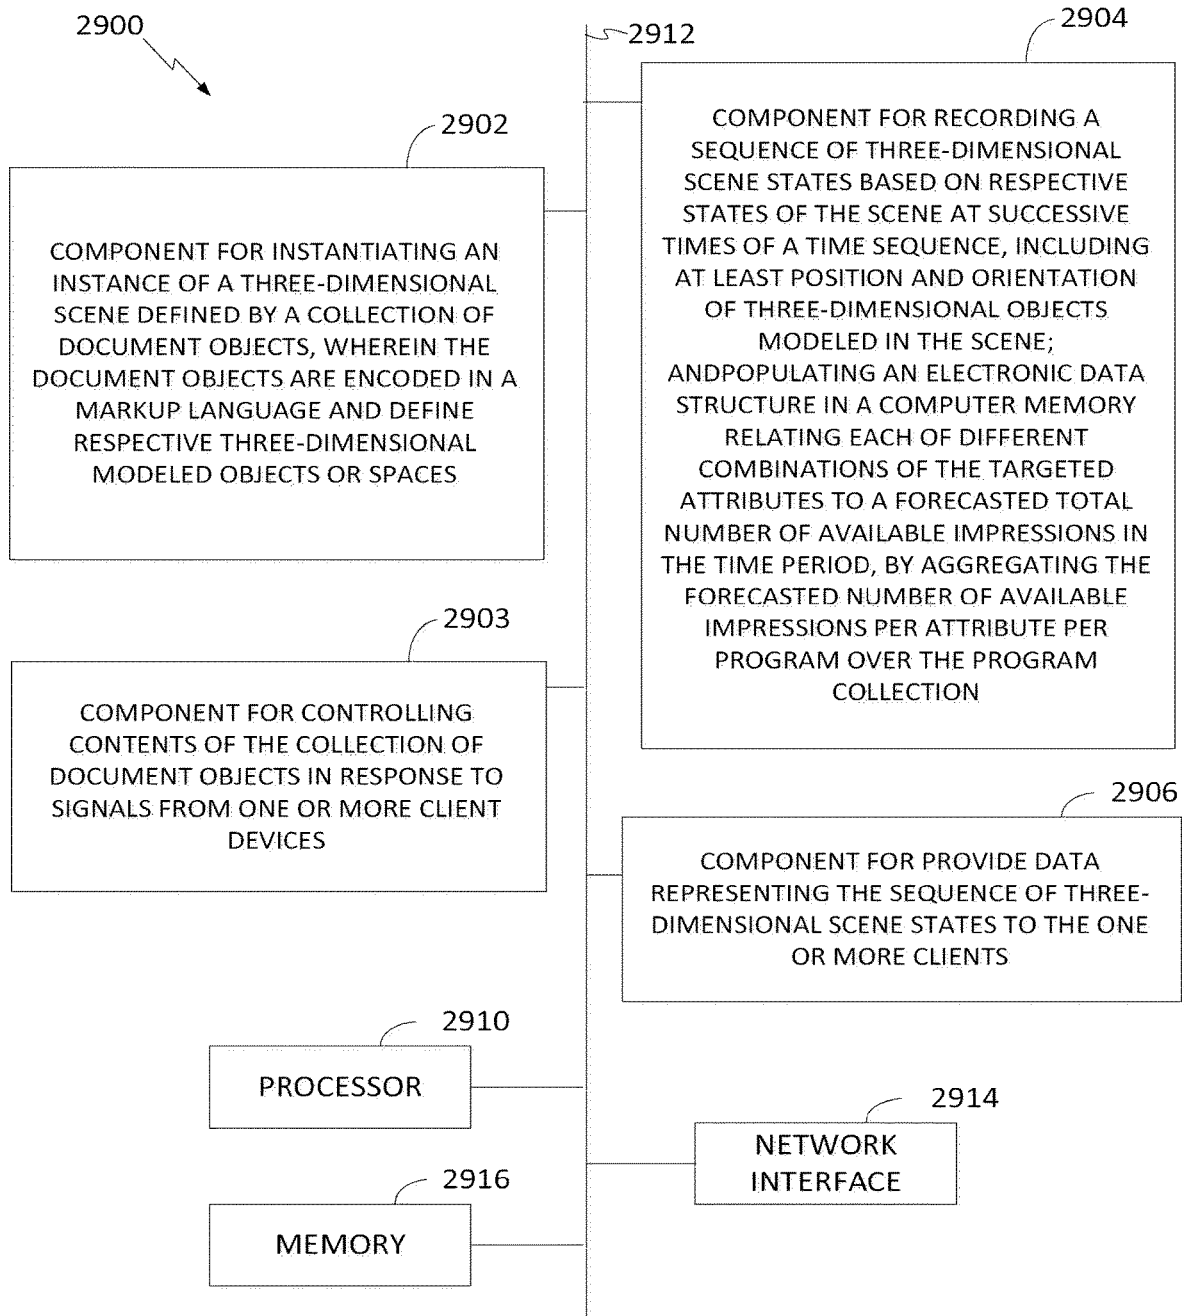 2900
2912
2904
2902
COMPONENT FOR INSTANTIATING AN
INSTANCE OF A THREE-DIMENSIONAL
SCENE DEFINED BY A COLLECTION OF
DOCUMENT OBJECTS, WHEREIN THE
DOCUMENT OBJECTS ARE ENCODED IN A
MARKUP LANGUAGE AND DEFINE
RESPECTIVE THREE-DIMENSIONAL
MODELED OBJECTS OR SPACES
COMPONENT FOR RECORDING A
SEQUENCE OF THREE-DIMENSIONAL
SCENE STATES BASED ON RESPECTIVE
STATES OF THE SCENE AT SUCCESSIVE
TIMES OF A TIME SEQUENCE, INCLUDING
AT LEAST POSITION AND ORIENTATION
OF THREE-DIMENSIONAL OBJECTS
MODELED IN THE SCENE;
ANDPOPULATING AN ELECTRONIC DATA
STRUCTURE IN A COMPUTER MEMORY
RELATING EACH OF DIFFERENT
COMBINATIONS OF THE TARGETED
ATTRIBUTES TO A FORECASTED TOTAL
NUMBER OF AVAILABLE IMPRESSIONS IN
THE TIME PERIOD, BY AGGREGATING THE
FORECASTED NUMBER OF AVAILABLE
IMPRESSIONS PER ATTRIBUTE PER
PROGRAM OVER THE PROGRAM
COLLECTION
2903
COMPONENT FOR CONTROLLING
CONTENTS OF THE COLLECTION OF
DOCUMENT OBJECTS IN RESPONSE TO
SIGNALS FROM ONE OR MORE CLIENT
DEVICES
2906
COMPONENT FOR PROVIDE DATA
REPRESENTING THE SEQUENCE OF THREE-
DIMENSIONAL SCENE STATES TO THE ONE
OR MORE CLIENTS
2910
PROCESSOR
2914
NETWORK
INTERFACE
2916
MEMORY